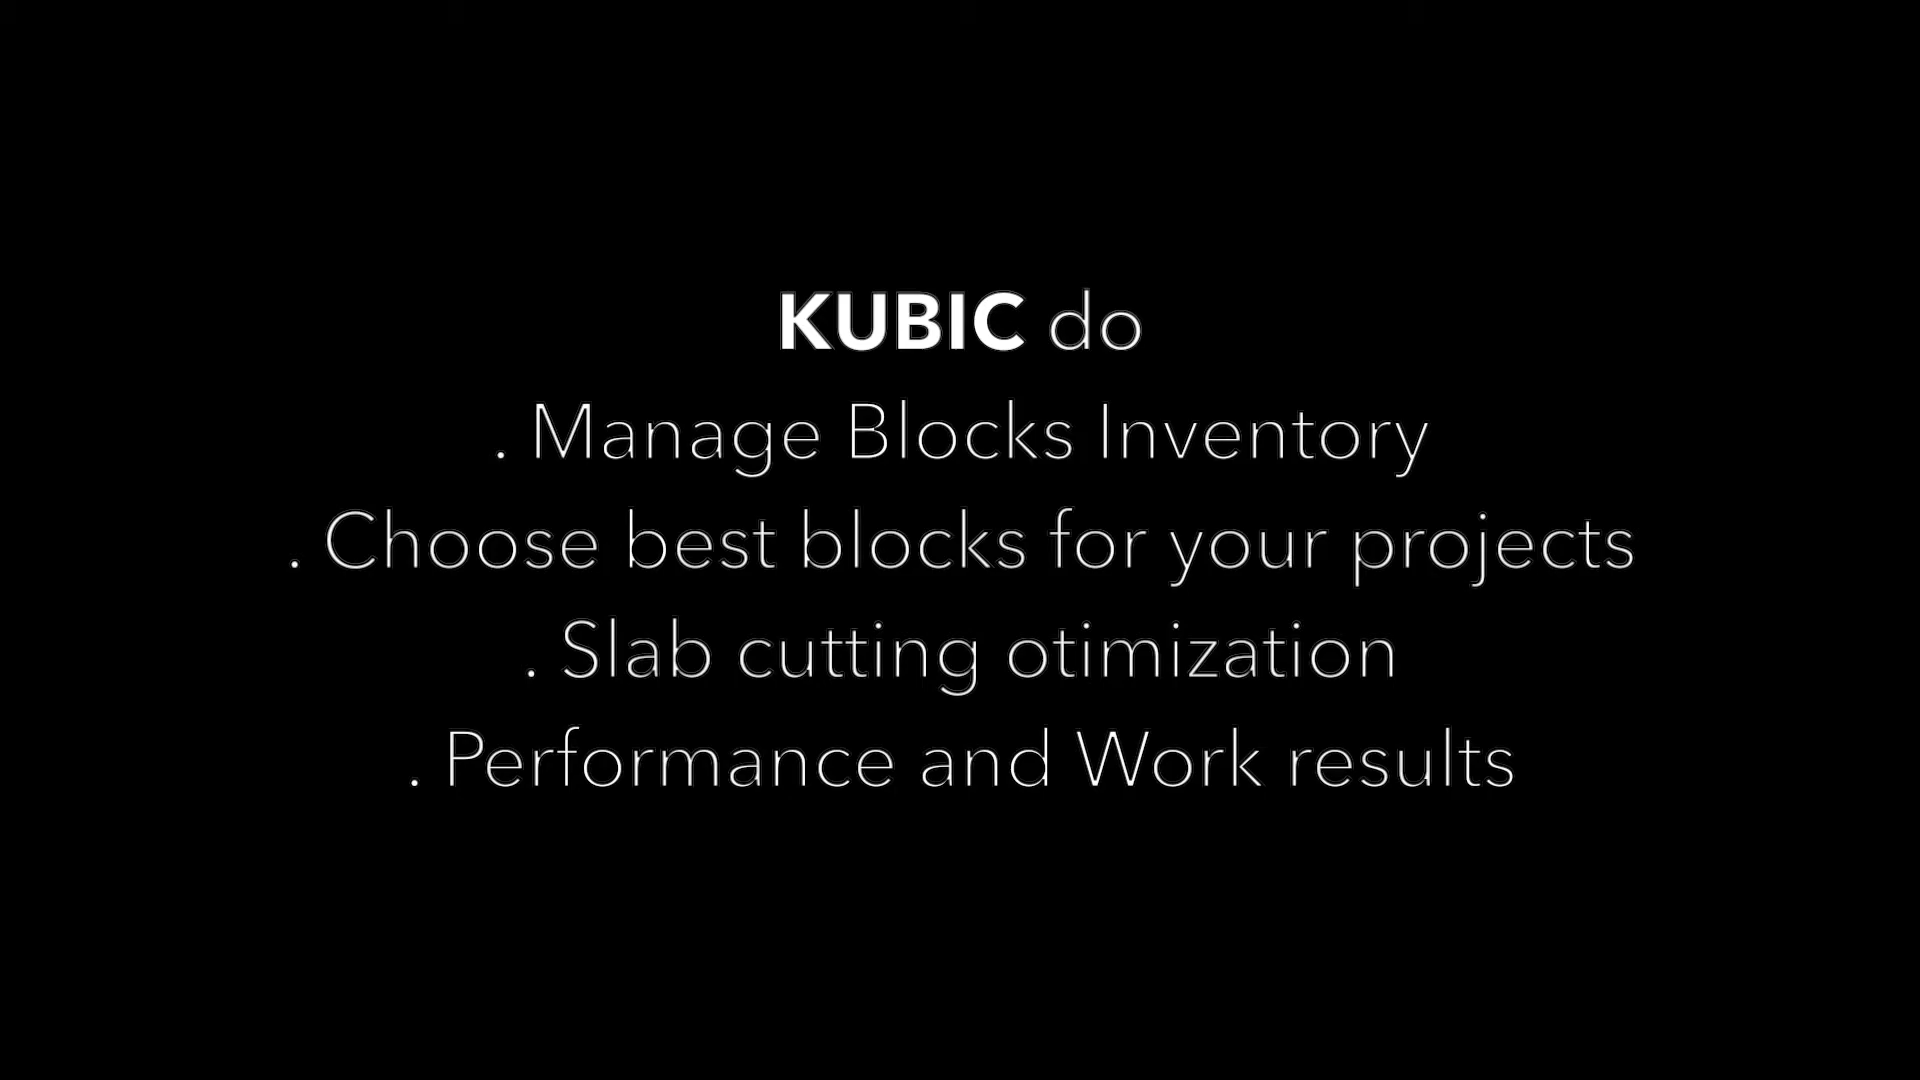 KUBIC do
. Manage Blocks Inventory
. Choose best blocks for your projects
. Slab cutting otimization
. Performance and Work results